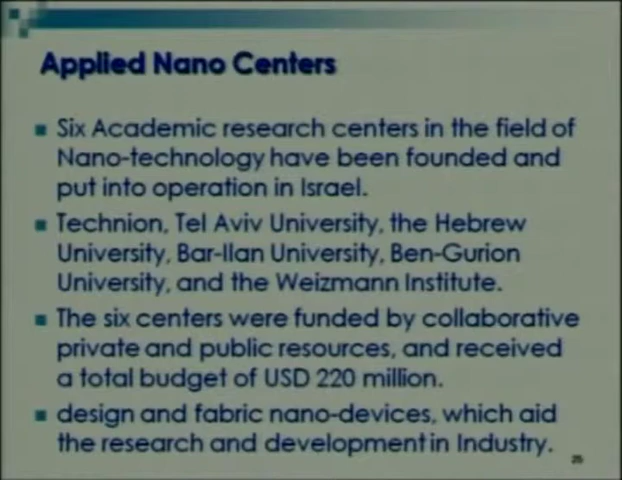 Applied Nano Centers
Six Academic research centers in the field of
Nano-technology have been founded and
put into operation in Israel.
Technion, Tel Aviv University, the Hebrew
University, Bar-Ilan University, Ben-Gurion
University, and the Weizmann Institute.
The six centers were funded by collaborative
private and public resources, and received
a total budget of USD 220 million.
design and fabric nano-devices, which aid
the research and development in Industry.
25